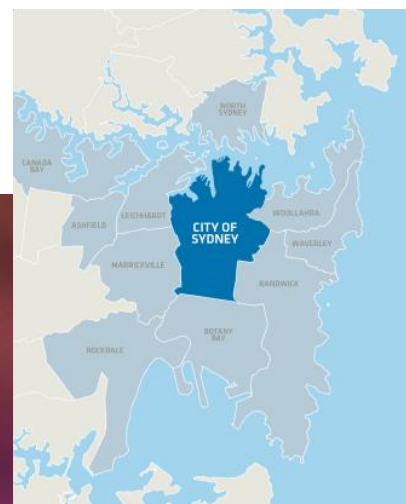 NORTH
SYDNEY
CANADA
BAY
LEICHHARDT
ASHFIELD
CITY OF
SYDNEY
WOOLLAHRA
WAVERLEY
MARRICKVILLE
RANDWICK
BOTANY
BAY
ROCKDALE